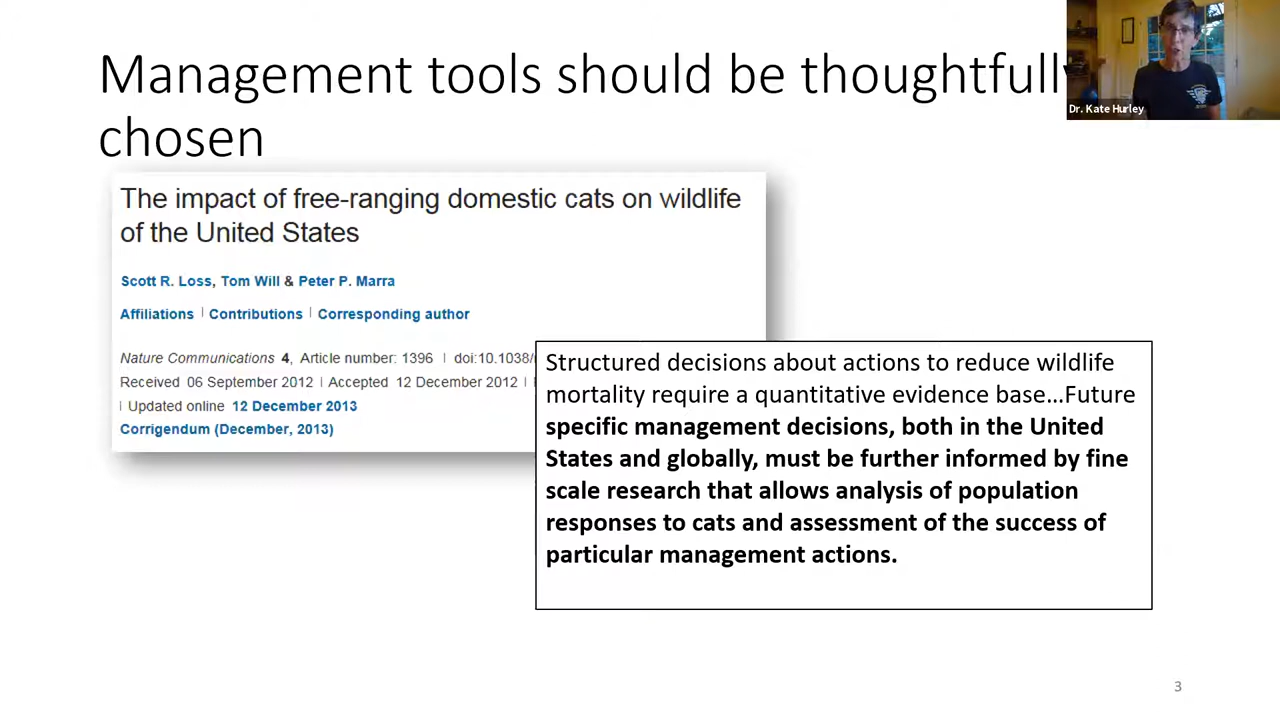 Management tools should be thoughtfully
chosen
Dr. Kate Hurley
The impact of free-ranging domestic cats on wildlife
of the United States
Scott R. Loss, Tom Will & Peter P. Marra
Affiliations | Contributions | Corresponding author
Nature Communications 4, Article number: 1396 | doi:10.1038/
Received 06 September 2012 | Accepted 12 December 2012 |
| Updated online 12 December 2013
Corrigendum (December, 2013)
Structured decisions about actions to reduce wildlife
mortality require a quantitative evidence base...Future
specific management decisions, both in the United
States and globally, must be further informed by fine
scale research that allows analysis of population
responses to cats and assessment of the success of
particular management actions.
3